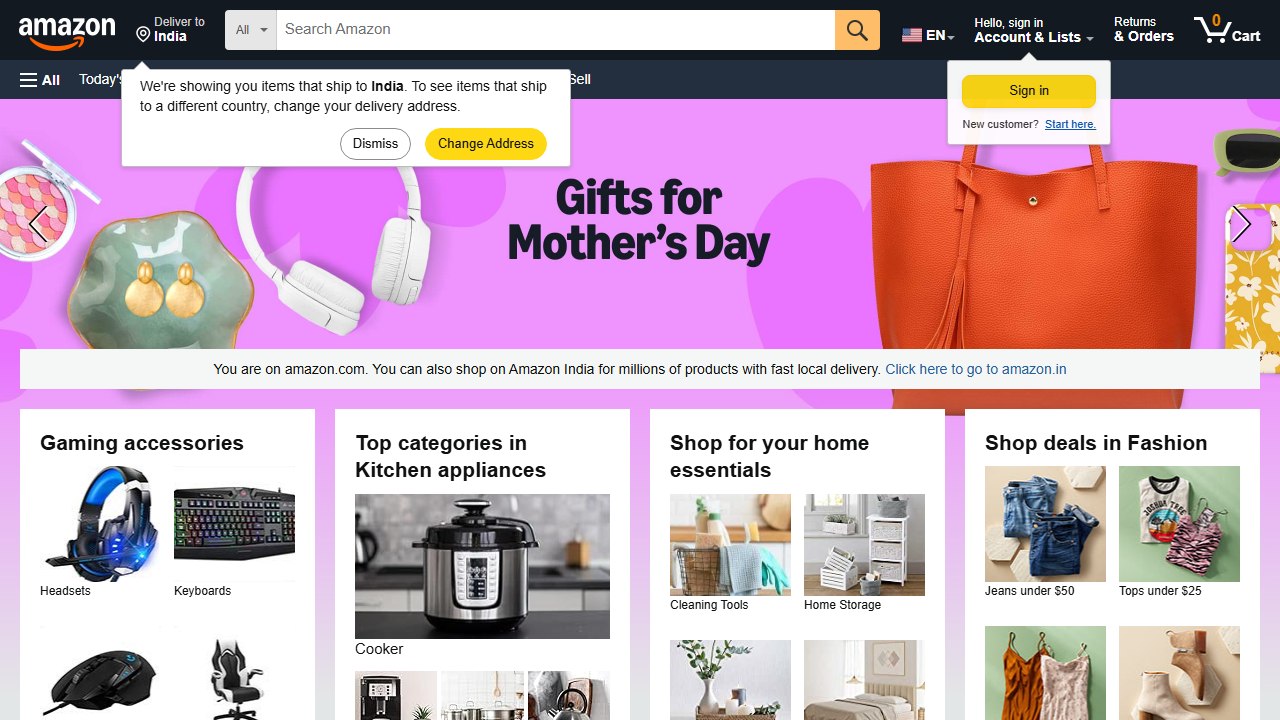 amazon
Deliver to
India
All
Search Amazon
EN
Hello, sign in
Account & Lists
Returns
& Orders
0
Cart
All
Today's
Sell
We're showing you items that ship to India. To see items that ship
to a different country, change your delivery address.
Dismiss
Change Address
Sign in
New customer? Start here.
Gifts for
Mother's Day
You are on amazon.com. You can also shop on Amazon India for millions of products with fast local delivery. Click here to go to amazon.in
Gaming accessories
Headsets
Keyboards
Top categories in
Kitchen appliances
Cooker
Shop for your home
essentials
Cleaning Tools
Home Storage
Shop deals in Fashion
Jeans under $50
Tops under $25
JOSHUA TREE